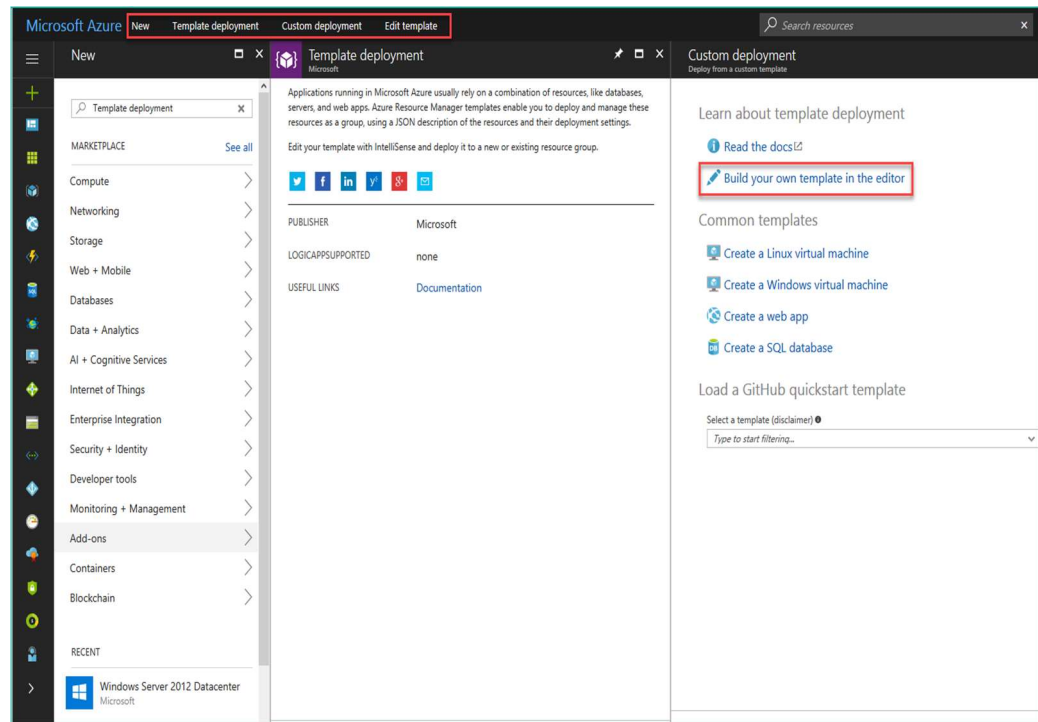 Microsoft Azure New Template deployment Custom deployment Edit template
Search resources
New
Template deployment
MARKETPLACE See all
Compute
Networking
Storage
Web + Mobile
Databases
Data + Analytics
AI + Cognitive Services
Internet of Things
Enterprise Integration
Security + Identity
Developer tools
Monitoring + Management
Add-ons
Containers
Blockchain
RECENT
Windows Server 2012 Datacenter
Microsoft
Template deployment
Microsoft
Applications running in Microsoft Azure usually rely on a combination of resources, like databases,
servers, and web apps. Azure Resource Manager templates enable you to deploy and manage these
resources as a group, using a JSON description of the resources and their deployment settings.
Edit your template with IntelliSense and deploy it to a new or existing resource group.
PUBLISHER Microsoft
LOGICAPPSUPPORTED none
USEFUL LINKS Documentation
Custom deployment
Deploy from a custom template
Learn about template deployment
Read the docs
Build your own template in the editor
Common templates
Create a Linux virtual machine
Create a Windows virtual machine
Create a web app
Create a SQL database
Load a GitHub quickstart template
Select a template (disclaimer)
Type to start filtering...